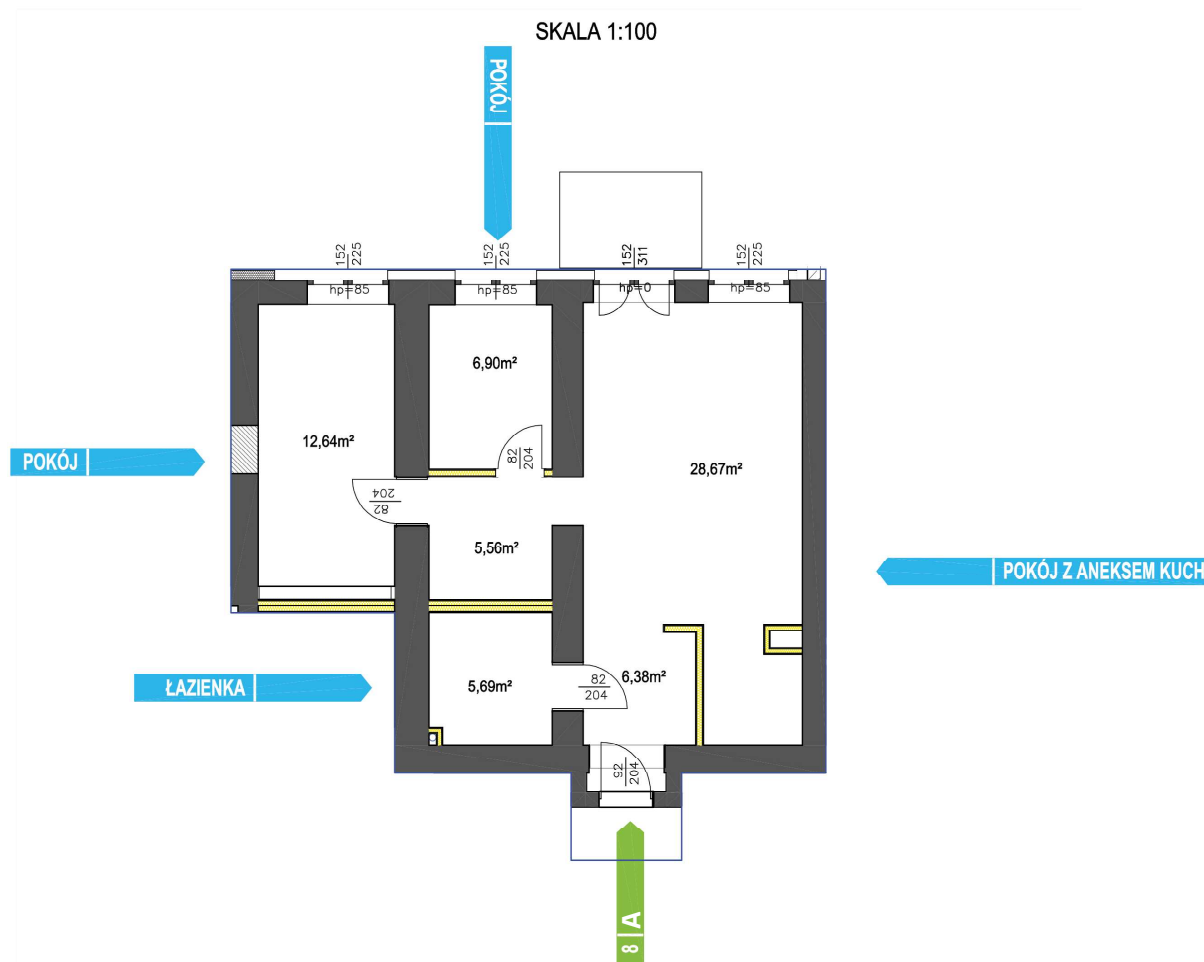 SKALA 1:100
POKÓJ
152
225
152
225
152
311
152
225
hp=85
hp=85
hp=0
hp=85
6,90m²
12,64m²
82
204
28,67m²
POKÓJ
82
204
5,56m²
POKÓJ Z ANEKSEM KUCH
ŁAZIENKA
5,69m²
82
204
6,38m²
92
204
8 A